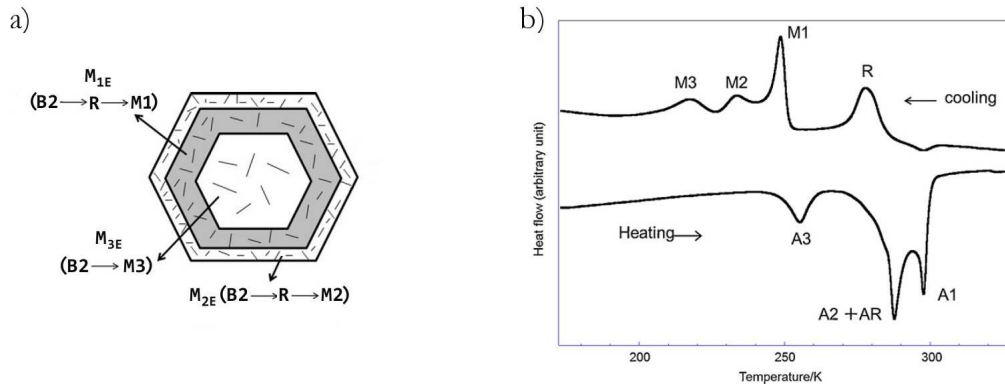 a)
M1E
(B2→R→M1)
M3E
(B2→M3)
M2E(B2→R→M2)
b)
M1
M3
M2
R
← cooling
Heat flow (arbitrary unit)
Heating →
A3
A2 +AR
A1
200
250
300
Temperature/K